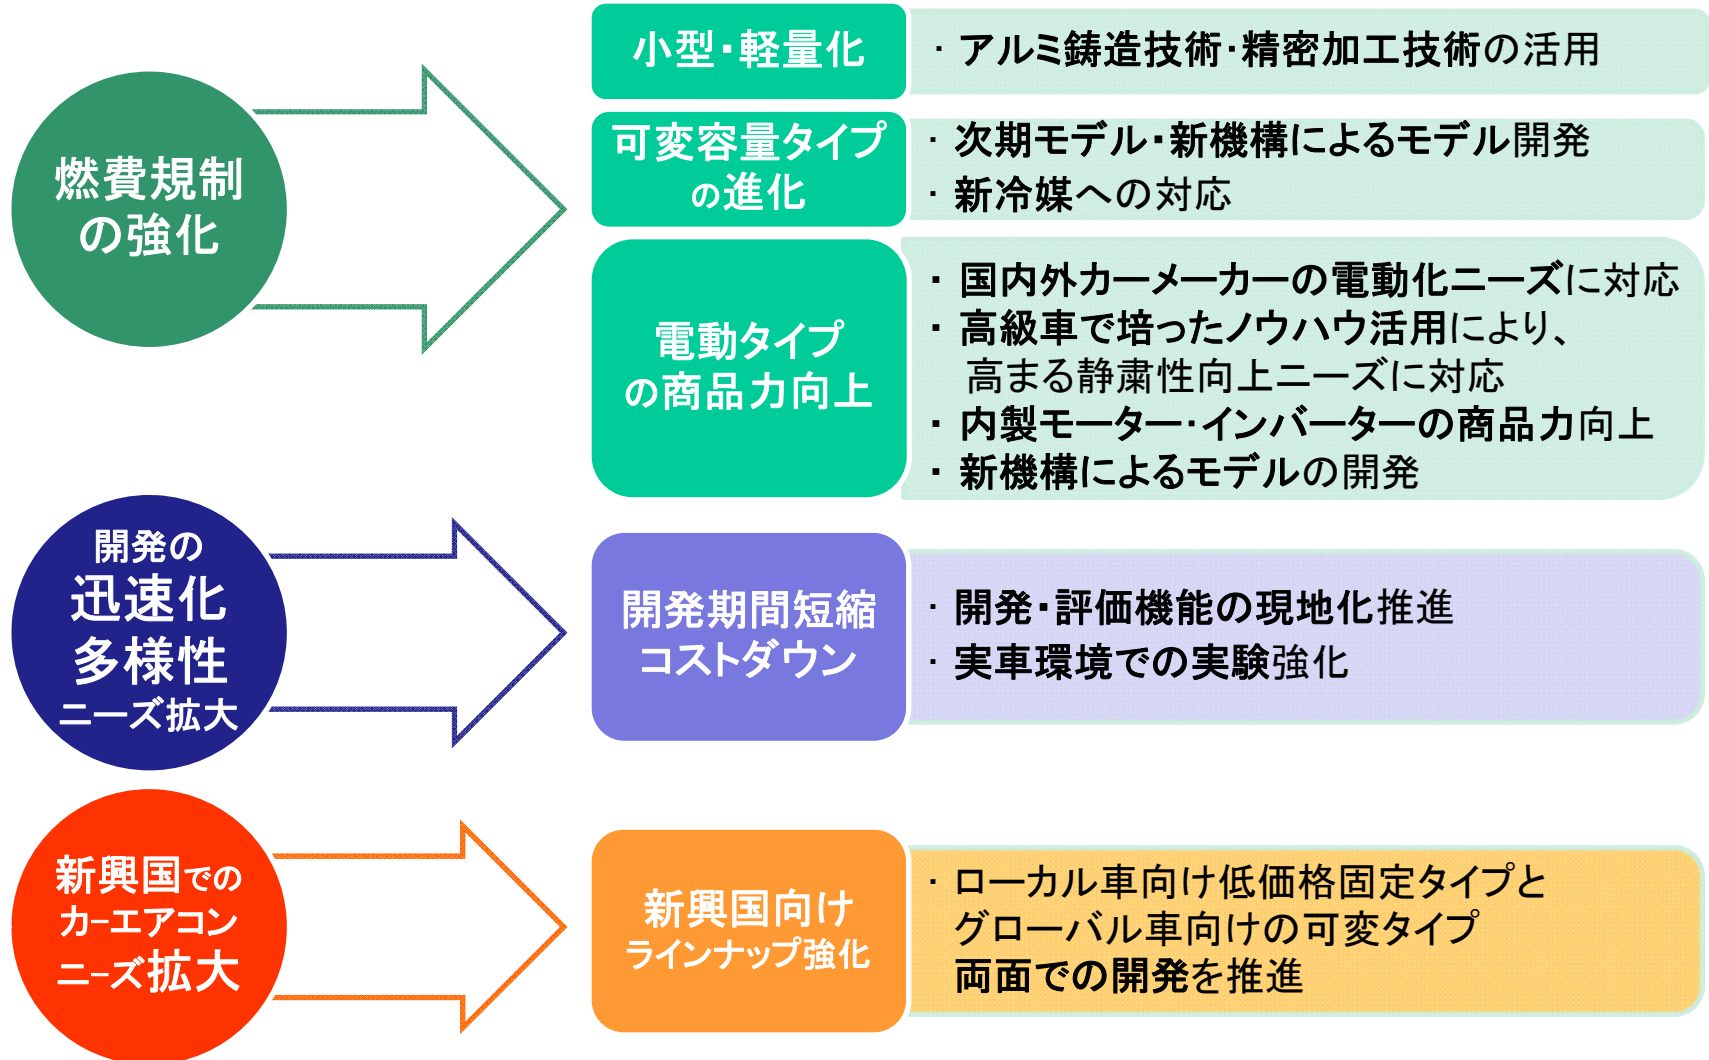 燃費規制
の強化
小型・軽量化
・アルミ鋳造技術・精密加工技術の活用
可変容量タイプ
の進化
・次期モデル・新機構によるモデル開発
・新冷媒への対応
電動タイプ
の商品力向上
・国内外カーメーカーの電動化ニーズに対応
・高級車で培ったノウハウ活用により、
高まる静粛性向上ニーズに対応
・内製モーター・インバーターの商品力向上
・新機構によるモデルの開発
開発の
迅速化
多様性
ニーズ拡大
開発期間短縮
コストダウン
・開発・評価機能の現地化推進
・実車環境での実験強化
新興国での
カーエアコン
ニーズ拡大
新興国向け
ラインナップ強化
・ローカル車向け低価格固定タイプと
グローバル車向けの可変タイプ
両面での開発を推進